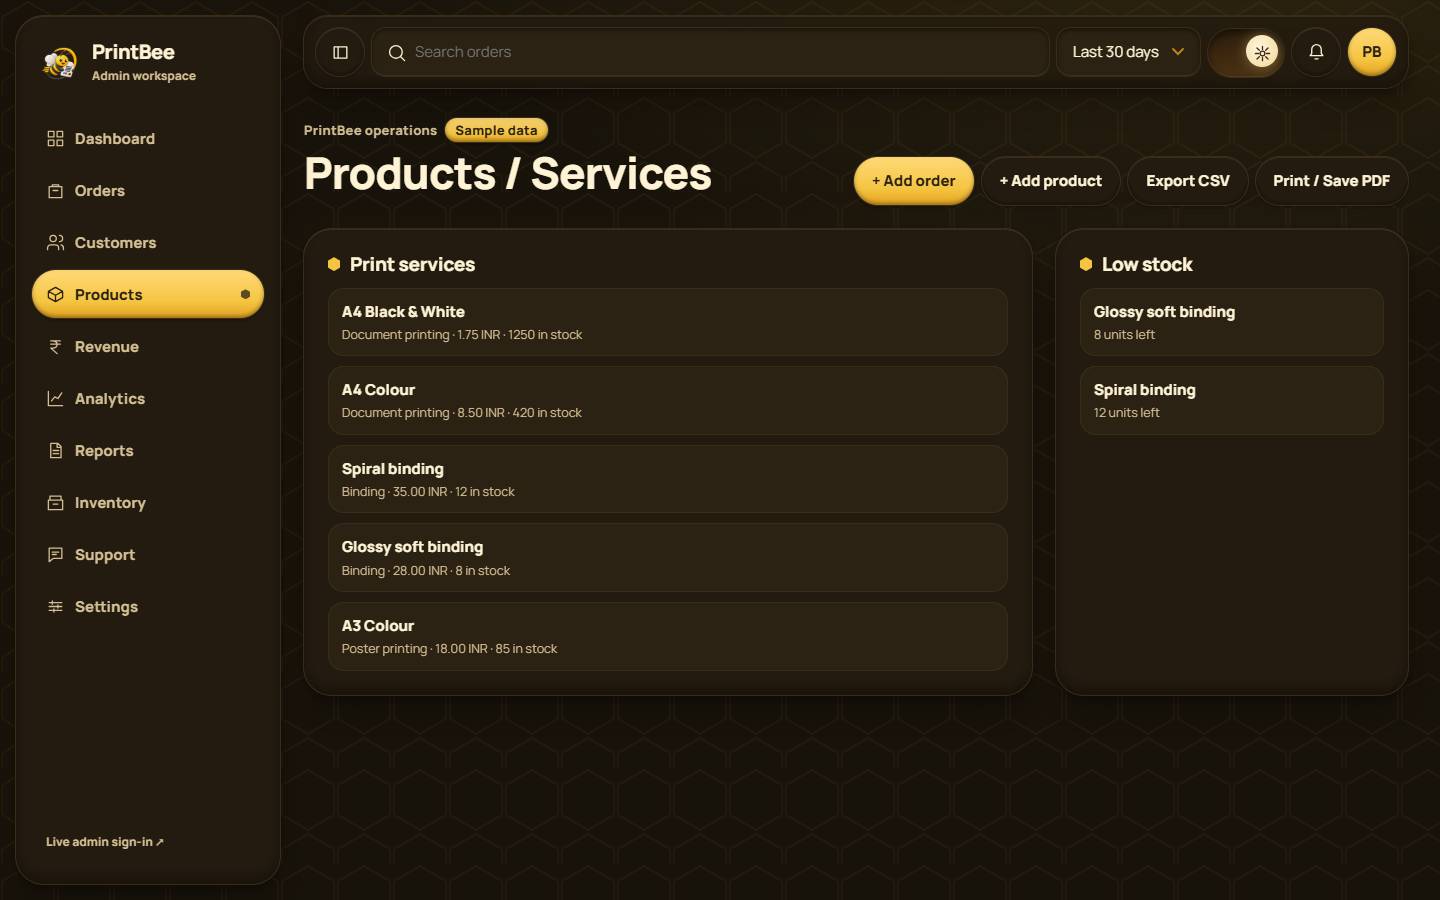 PrintBee
Admin workspace
Dashboard
Orders
Customers
Products
Revenue
Analytics
Reports
Inventory
Support
Settings
Live admin sign-in ↗
Search orders
Last 30 days
PB
PrintBee operations
Sample data
Products / Services
+ Add order
+ Add product
Export CSV
Print / Save PDF
Print services
A4 Black & White
Document printing · 1.75 INR · 1250 in stock
A4 Colour
Document printing · 8.50 INR · 420 in stock
Spiral binding
Binding · 35.00 INR · 12 in stock
Glossy soft binding
Binding · 28.00 INR · 8 in stock
A3 Colour
Poster printing · 18.00 INR · 85 in stock
Low stock
Glossy soft binding
8 units left
Spiral binding
12 units left